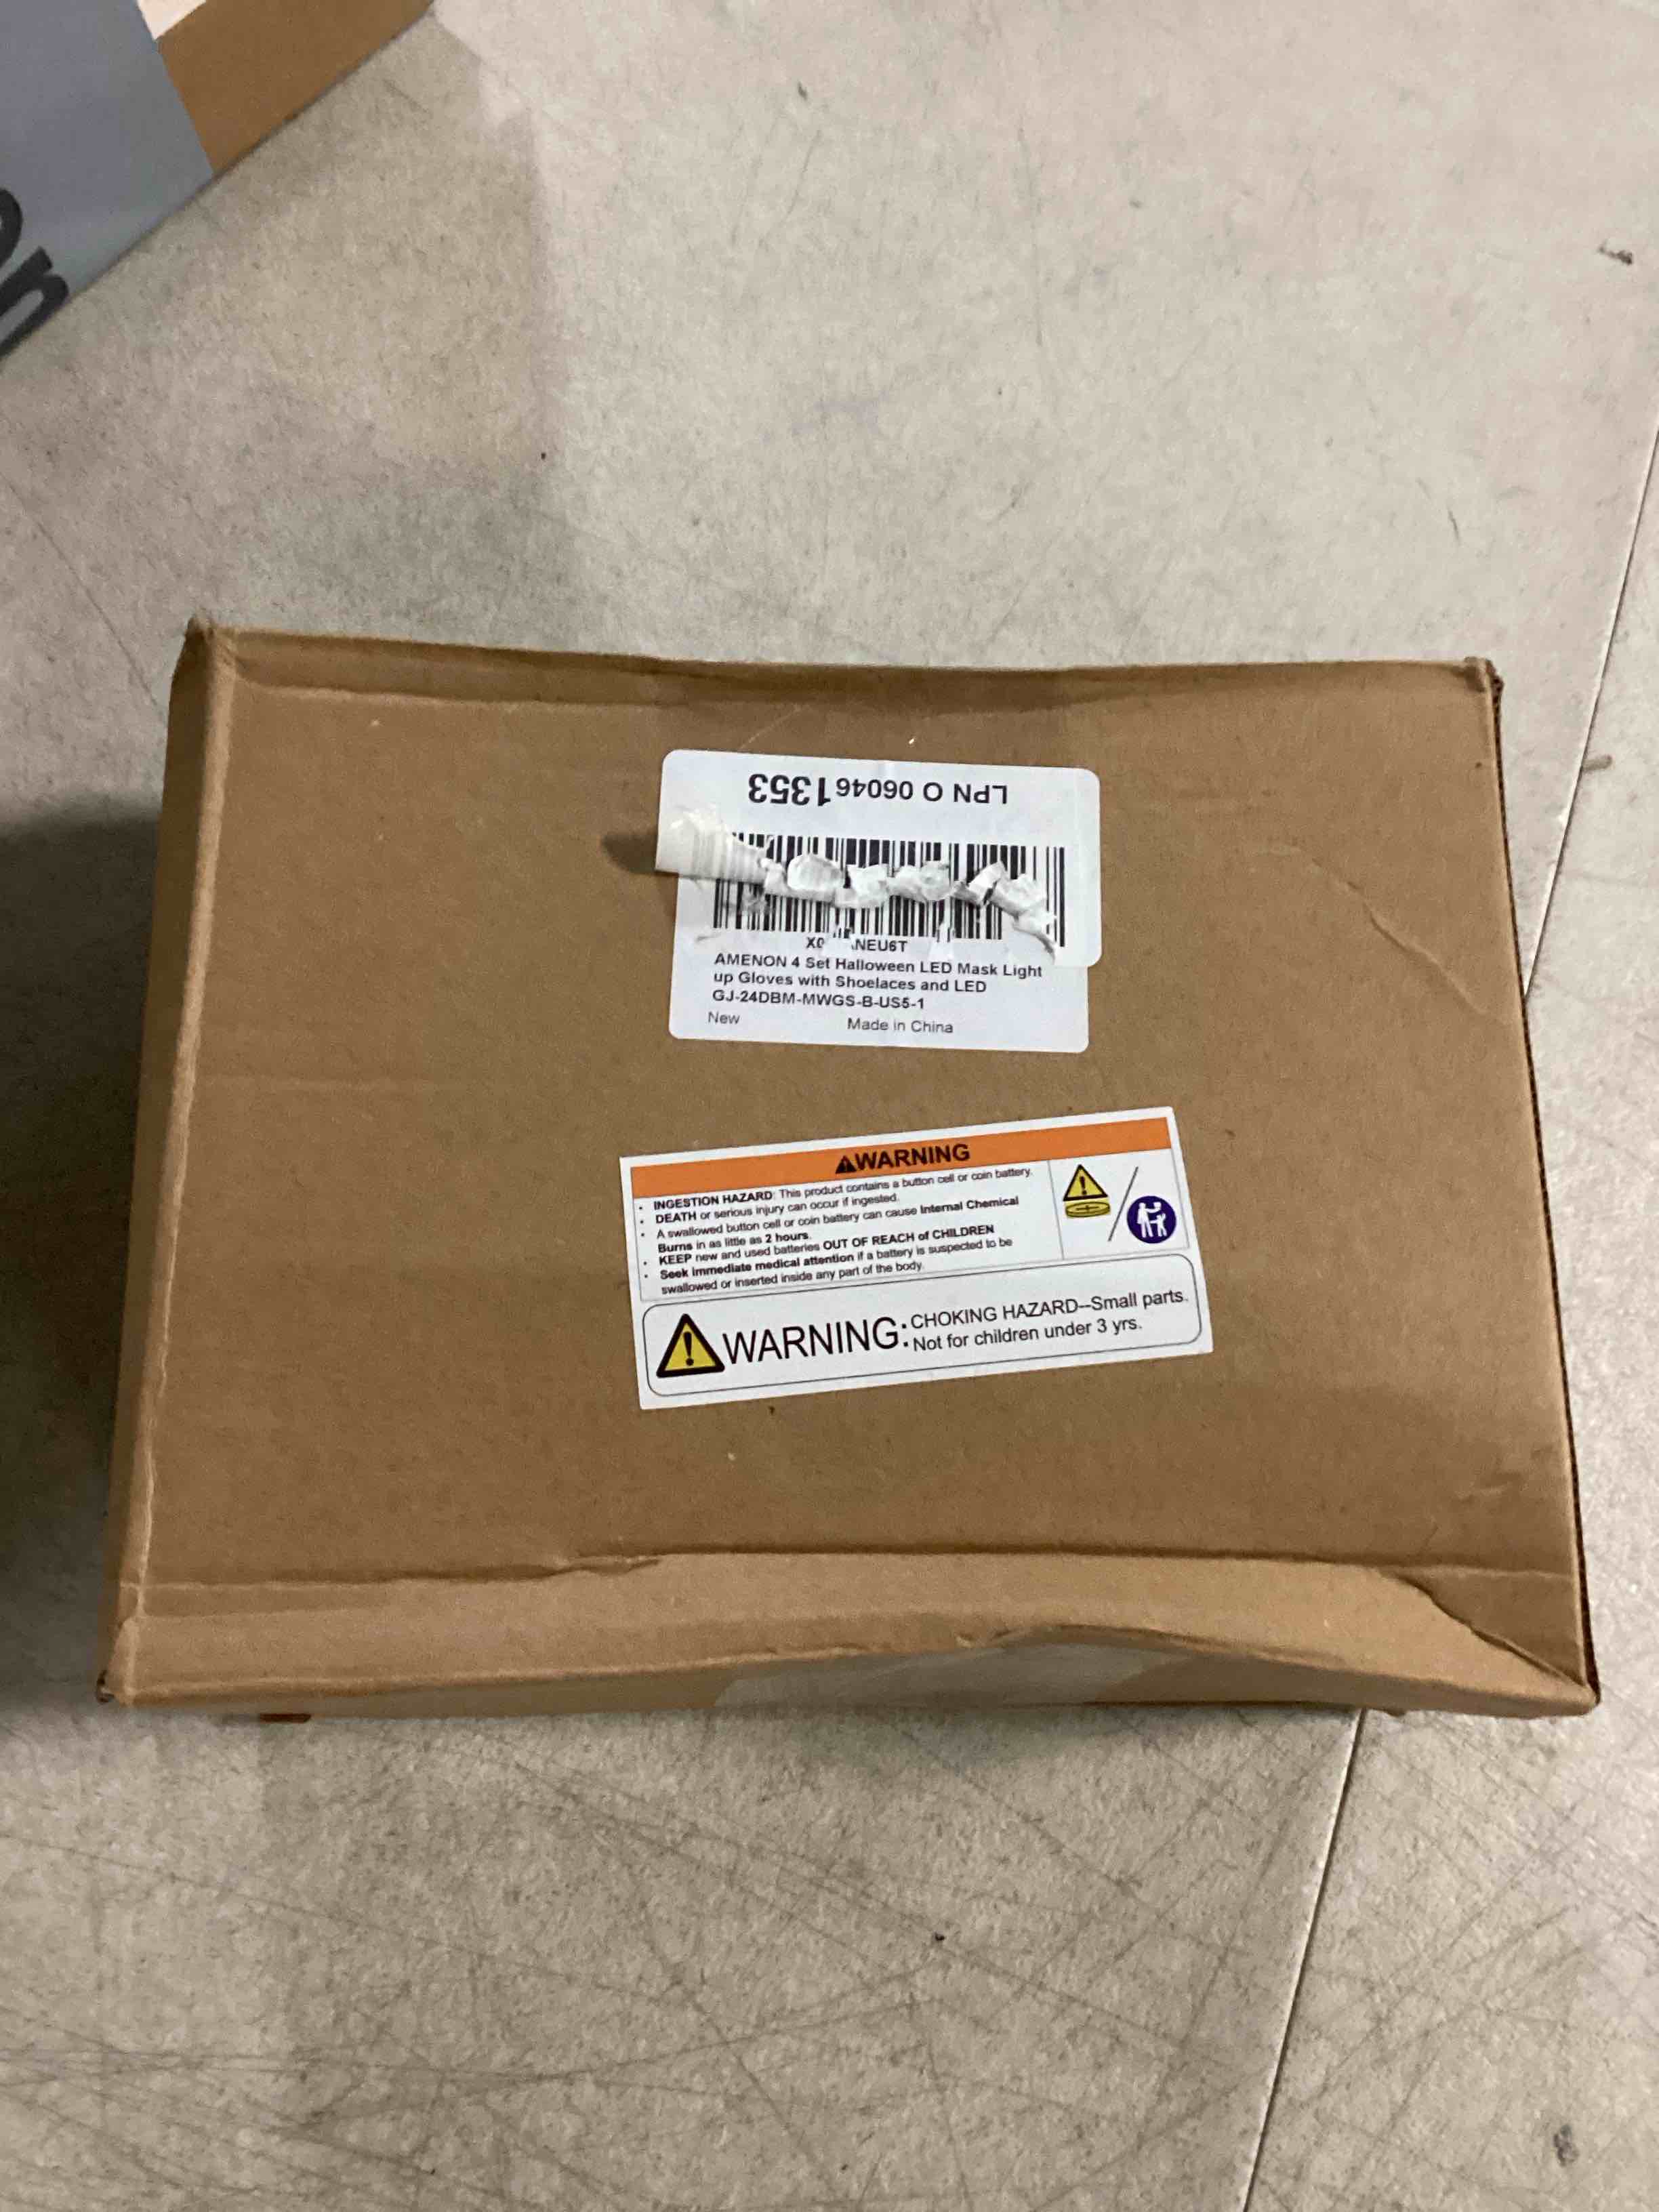 on
LPN O 060461353
X0 NEU6T
AMENON 4 Set Halloween LED Mask Light
up Gloves with Shoelaces and LED
GJ-24DBM-MWGS-B-US5-1
New Made in China
WARNING
• INGESTION HAZARD: This product contains a button cell or coin battery.
• DEATH or serious injury can occur if ingested.
• A swallowed button cell or coin battery can cause Internal Chemical
Burns in as little as 2 hours.
• KEEP new and used batteries OUT OF REACH of CHILDREN
• Seek immediate medical attention if a battery is suspected to be
swallowed or inserted inside any part of the body.
WARNING: CHOKING HAZARD--Small parts.
Not for children under 3 yrs.